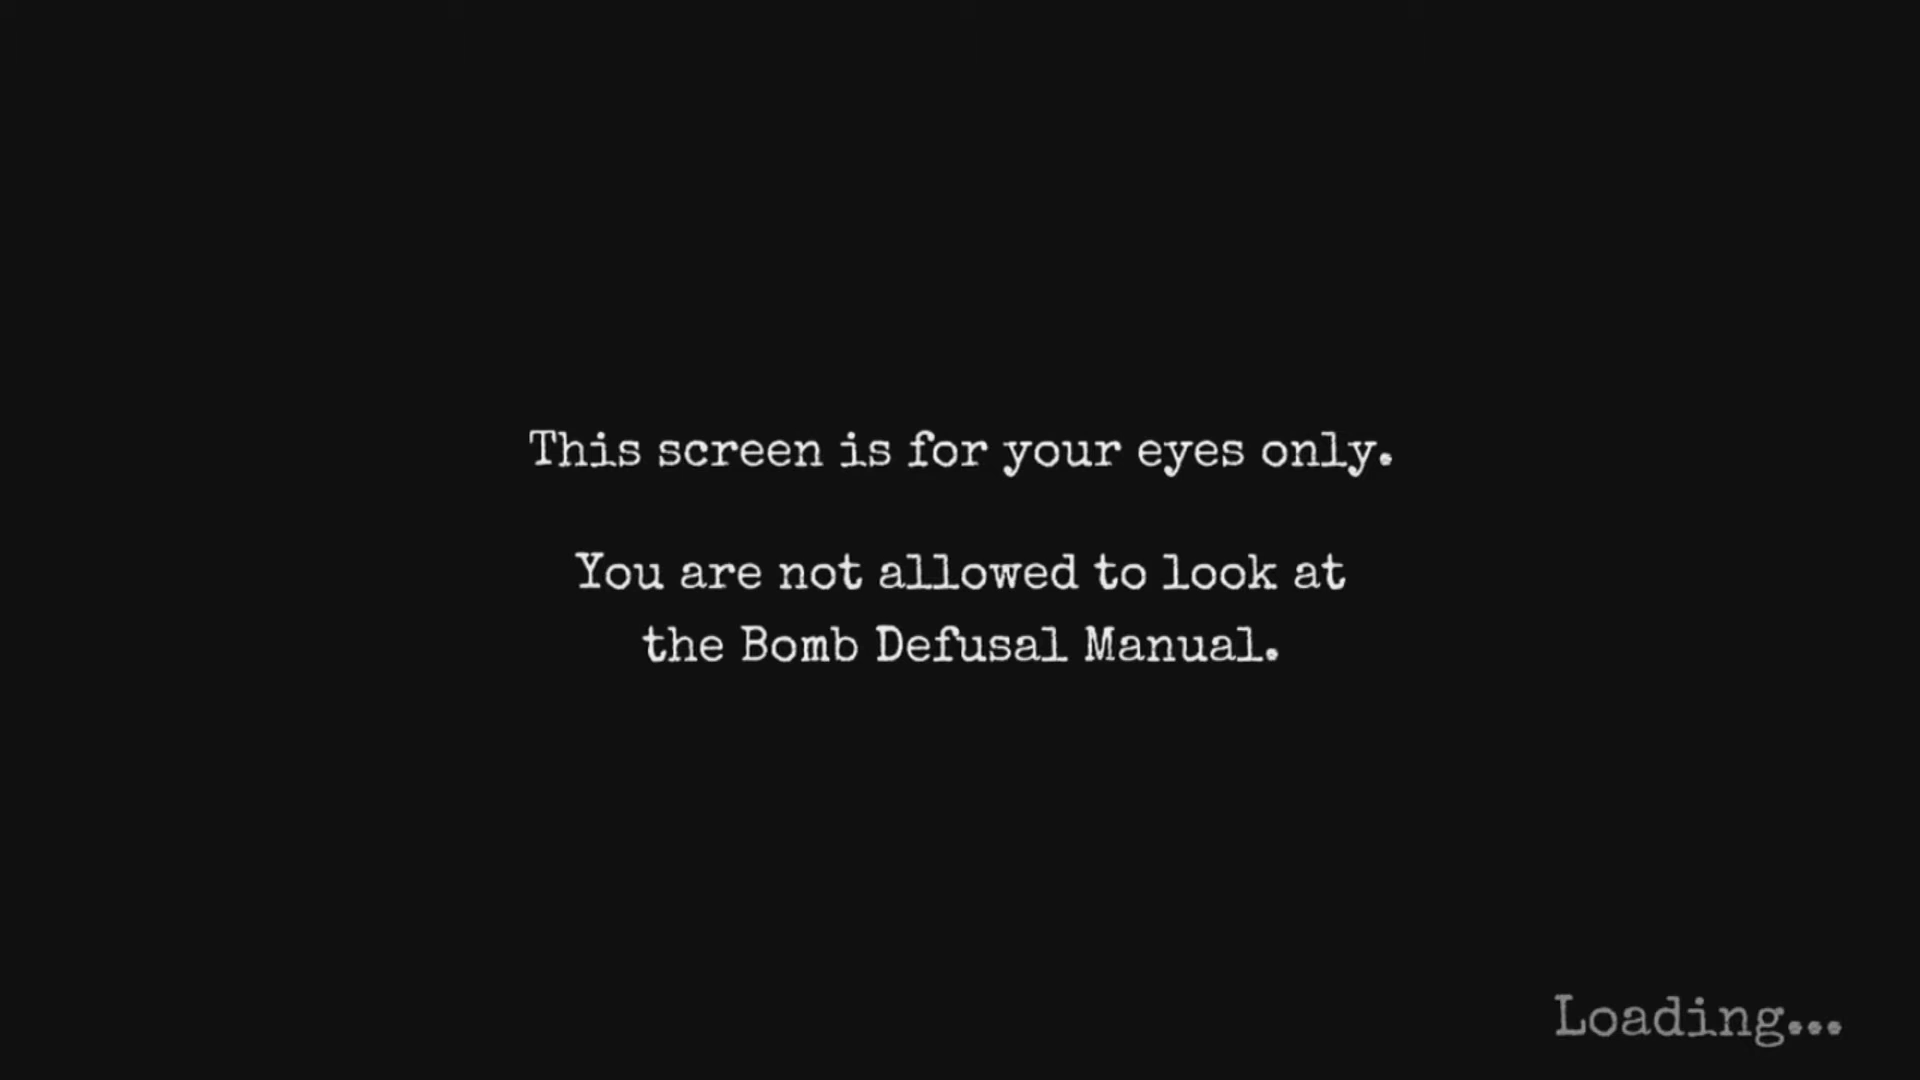 This screen is for your eyes only.
You are not allowed to look at
the Bomb Defusal Manual.
Loading...